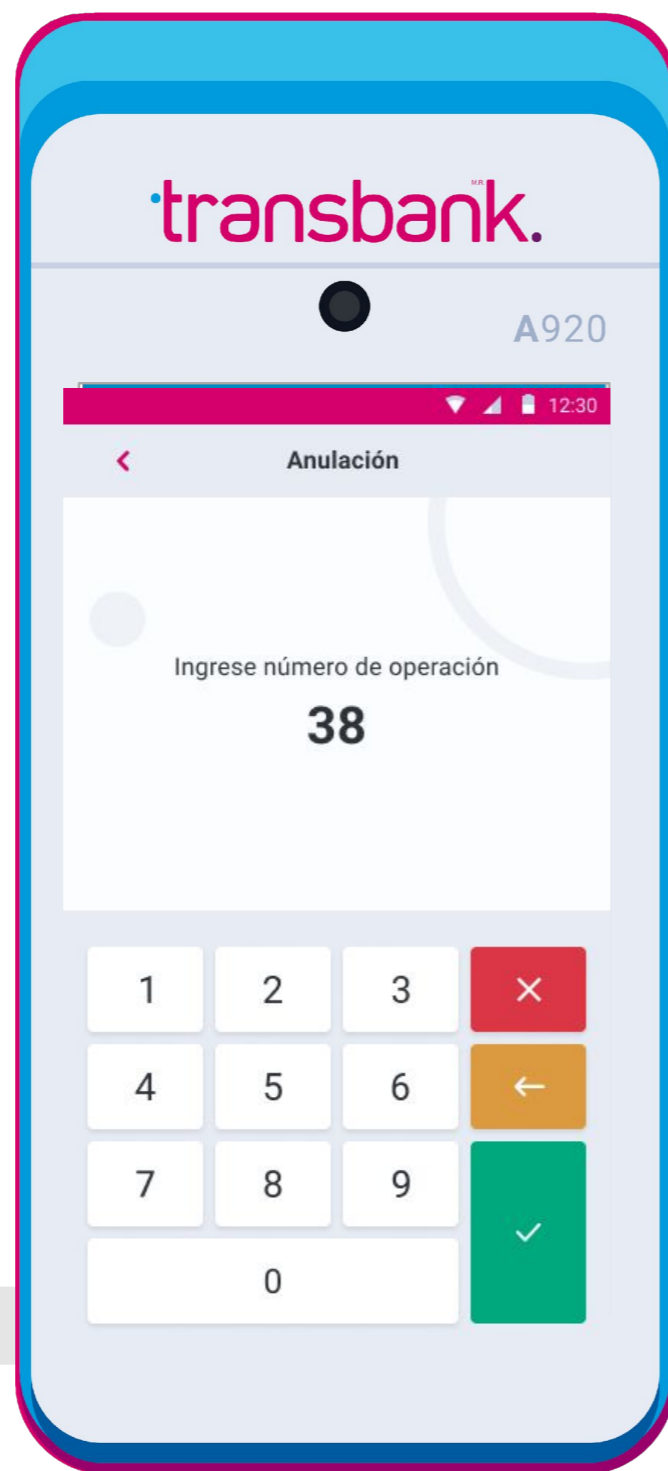 transbank.
M.R.
A920
12:30
Anulación
Ingrese número de operación
38
1 2 3
4 5 6
7 8 9
0